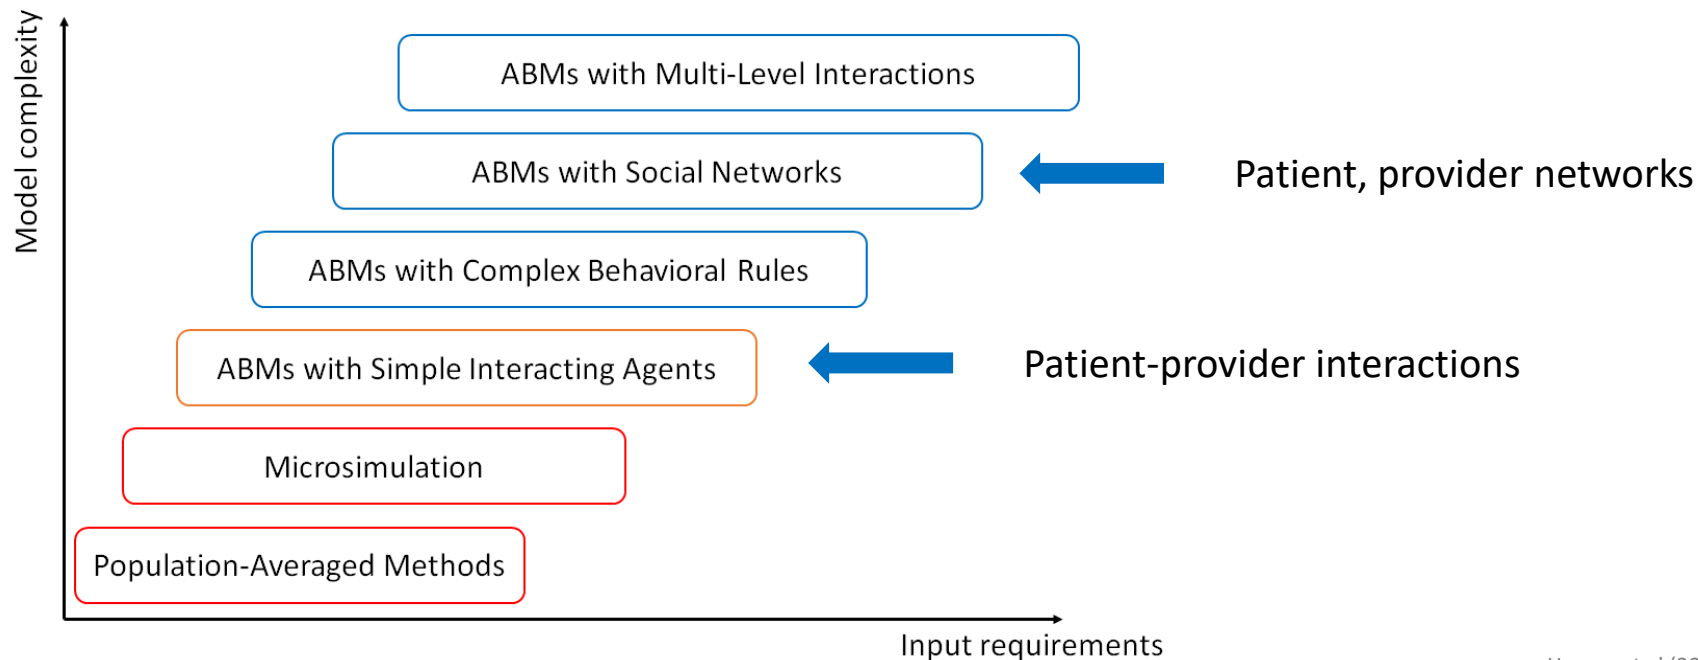 Model complexity
ABMs with Multi-Level Interactions
ABMs with Social Networks
Patient, provider networks
ABMs with Complex Behavioral Rules
ABMs with Simple Interacting Agents
Patient-provider interactions
Microsimulation
Population-Averaged Methods
Input requirements